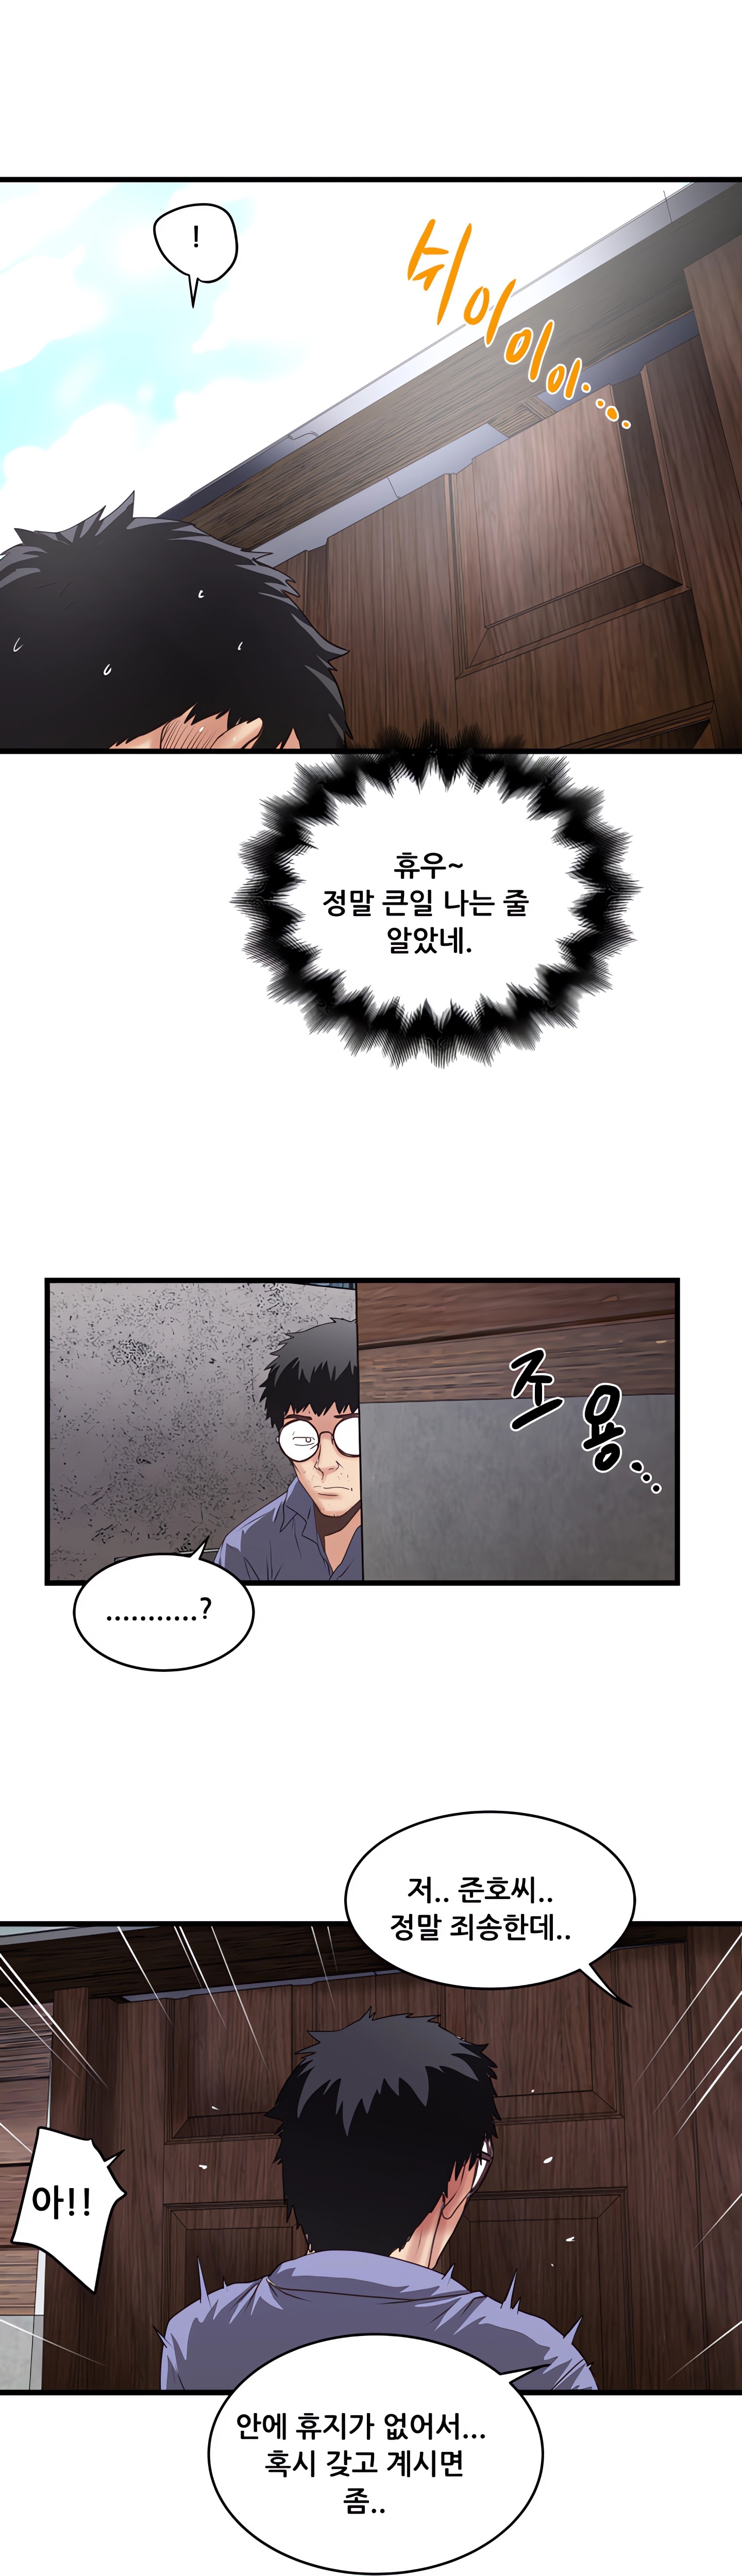 !
쉬이이이....
휴우~
정말 큰일 나는 줄
알았네.
조용...
...........?
저.. 준호씨..
정말 죄송한데..
아!!
안에 휴지가 없어서...
혹시 갖고 계시면
좀..